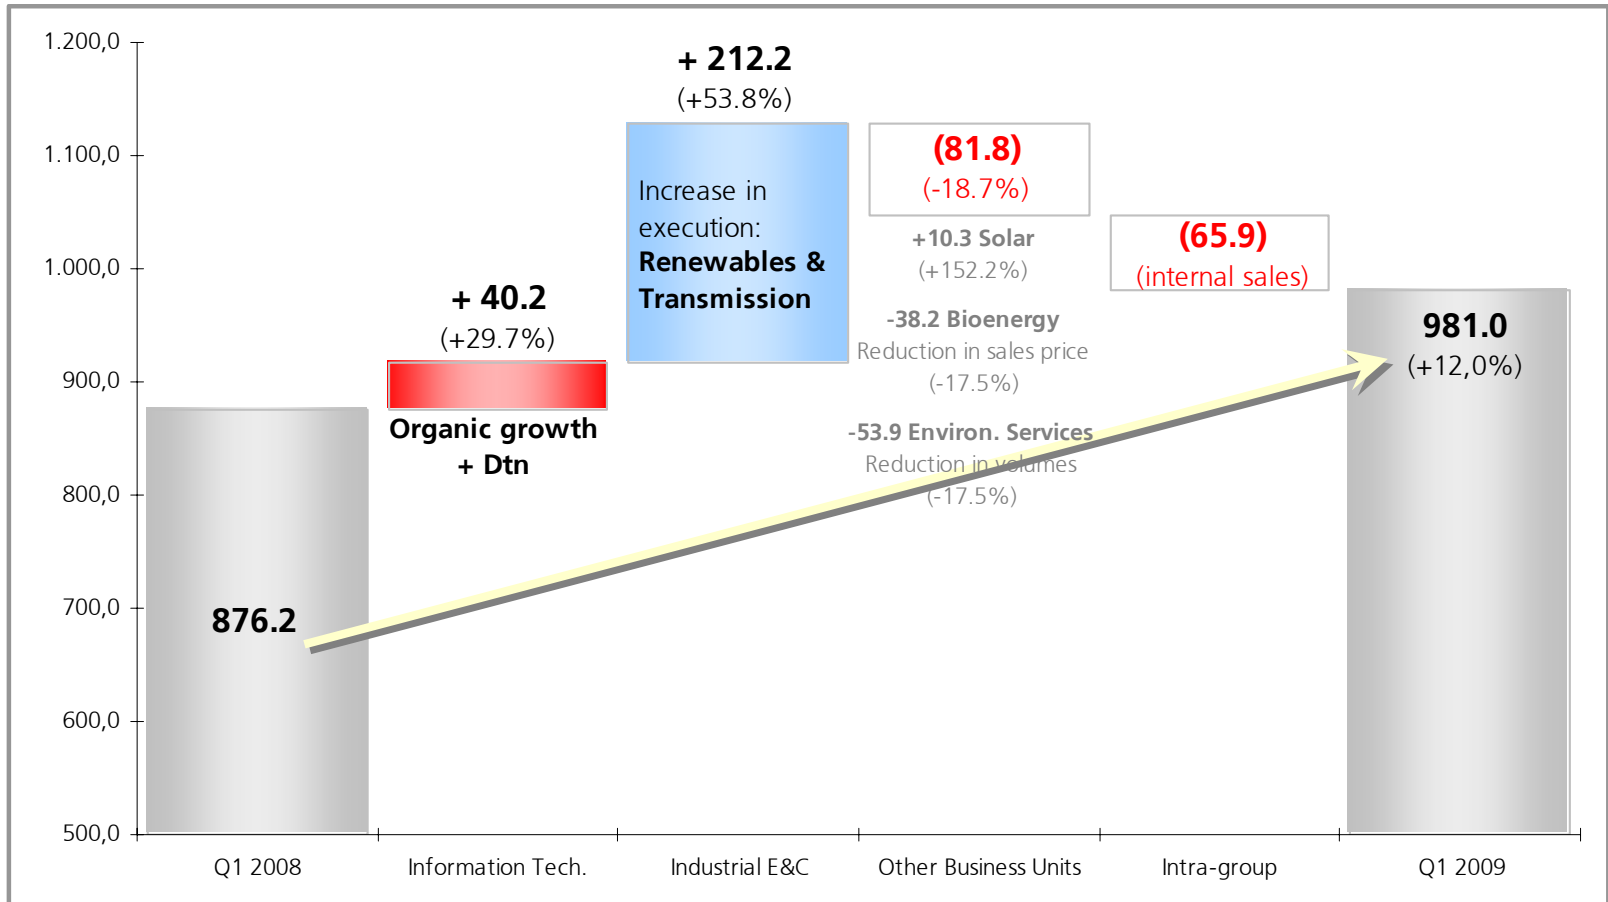 1.200,0
1.100,0
1.000,0
900,0
800,0
700,0
600,0
500,0
876.2
+ 40.2
(+29.7%)
Organic growth
+ Dtn
+ 212.2
(+53.8%)
Increase in
execution:
Renewables &
Transmission
(81.8)
(-18.7%)
+10.3 Solar
(+152.2%)
-38.2 Bioenergy
Reduction in sales price
(-17.5%)
-53.9 Environ. Services
Reduction in volumes
(-17.5%)
(65.9)
(internal sales)
981.0
(+12,0%)
Q1 2008
Information Tech.
Industrial E&C
Other Business Units
Intra-group
Q1 2009